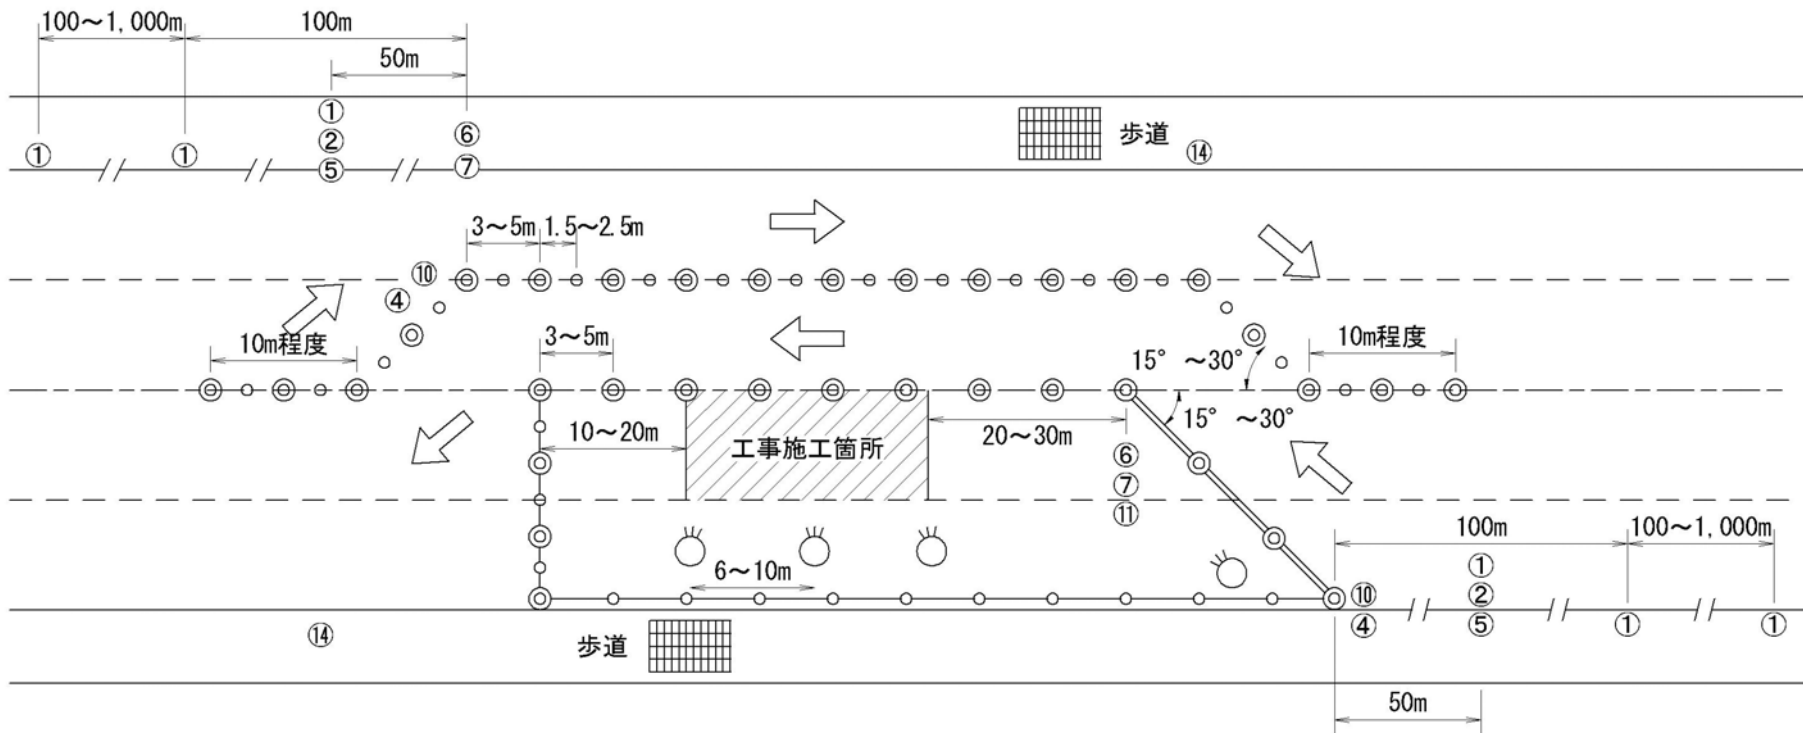 100～1,000m 100m
50m
① ⑥
② 歩道
① ① ⑤ ⑦ ⑭
3～5m 1.5～2.5m
⑩
④
10m程度 3～5m 15° ～30° 10m程度
15° ～30°
10～20m 工事施工箇所 20～30m
⑥
⑦
⑪
100m 100～1,000m
6～10m ①
⑩ ②
④ ⑤ ① ①
⑭ 歩道
50m